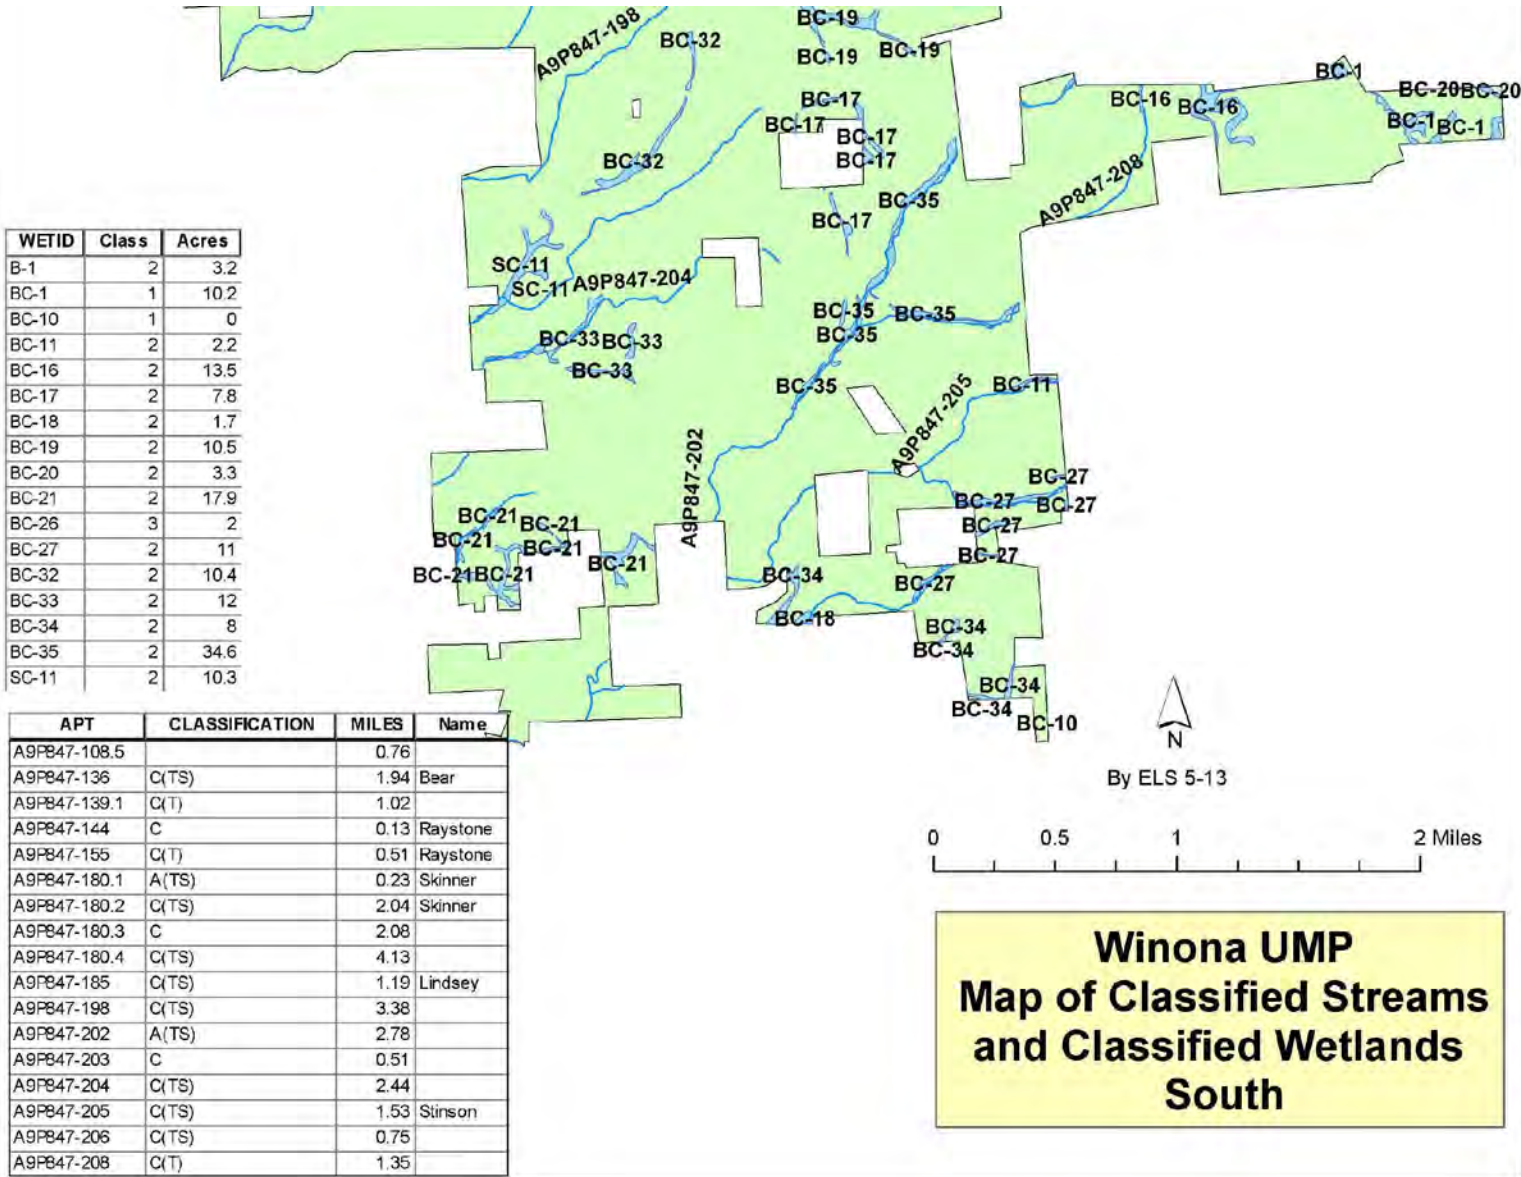 A9P847-198
BC-32
BC-19
BC-19
BC-19
BC-1
BC-20
BC-20
BC-17
BC-16
BC-16
BC-17
BC-17
BC-1
BC-1
BC-32
BC-17
A9P847-208
BC-35
BC-17
SC-11
SC-11
A9P847-204
BC-35
BC-35
BC-35
BC-33
BC-33
BC-33
BC-35
BC-11
A9P847-205
A9P847-202
BC-27
BC-27
BC-27
BC-27
BC-27
BC-21
BC-21
BC-21
BC-21
BC-21
BC-21
BC-21
BC-34
BC-27
BC-18
BC-34
BC-34
BC-34
BC-34
BC-10
WETID Class Acres
B-1 2 3.2
BC-1 1 10.2
BC-10 1 0
BC-11 2 2.2
BC-16 2 13.5
BC-17 2 7.8
BC-18 2 1.7
BC-19 2 10.5
BC-20 2 3.3
BC-21 2 17.9
BC-26 3 2
BC-27 2 11
BC-32 2 10.4
BC-33 2 12
BC-34 2 8
BC-35 2 34.6
SC-11 2 10.3
APT CLASSIFICATION MILES Name
A9P847-108.5 0.76
A9P847-136 C(TS) 1.94 Bear
A9P847-139.1 C(T) 1.02
A9P847-144 C 0.13 Raystone
A9P847-155 C(T) 0.51 Raystone
A9P847-180.1 A(TS) 0.23 Skinner
A9P847-180.2 C(TS) 2.04 Skinner
A9P847-180.3 C 2.08
A9P847-180.4 C(TS) 4.13
A9P847-185 C(TS) 1.19 Lindsey
A9P847-198 C(TS) 3.38
A9P847-202 A(TS) 2.78
A9P847-203 C 0.51
A9P847-204 C(TS) 2.44
A9P847-205 C(TS) 1.53 Stinson
A9P847-206 C(TS) 0.75
A9P847-208 C(T) 1.35
N
By ELS 5-13
0 0.5 1 2 Miles
Winona UMP
Map of Classified Streams
and Classified Wetlands
South